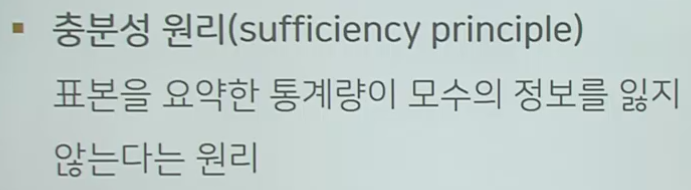 ▪ 충분성 원리(sufficiency principle)
표본을 요약한 통계량이 모수의 정보를 잃지
않는다는 원리